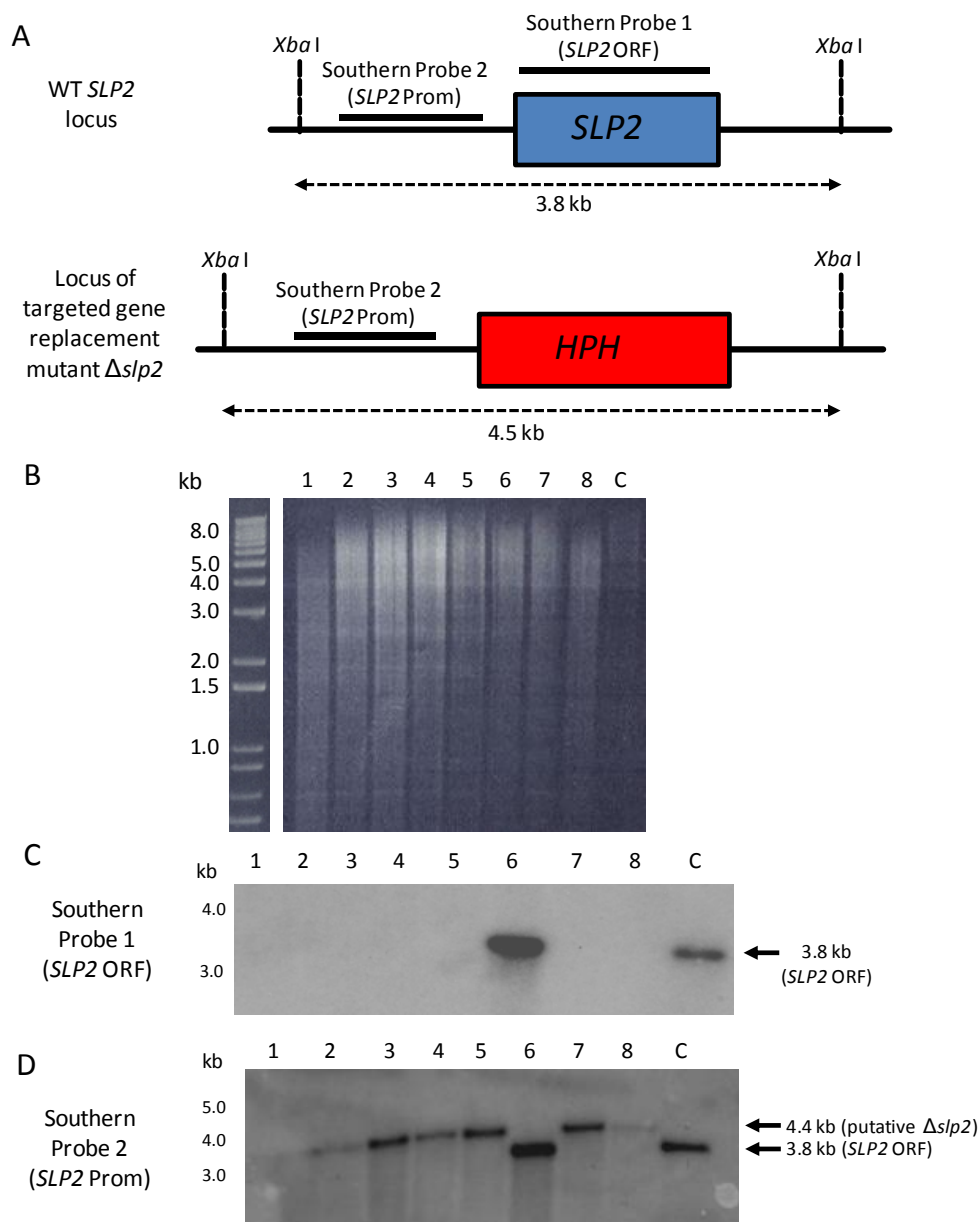 A
WT SLP2
locus
Xba I
Southern Probe 2
(SLP2 Prom)
Southern Probe 1
(SLP2 ORF)
Xba I
SLP2
3.8 kb
Locus of
targeted gene
replacement
mutant Δslp2
Xba I
Southern Probe 2
(SLP2 Prom)
Xba I
HPH
4.5 kb
B
kb 1 2 3 4 5 6 7 8 C
8.0
5.0
4.0
3.0
2.0
1.5
1.0
C
Southern
Probe 1
(SLP2 ORF)
kb 1 2 3 4 5 6 7 8 C
4.0
3.0
3.8 kb
(SLP2 ORF)
D
Southern
Probe 2
(SLP2 Prom)
kb 1 2 3 4 5 6 7 8 C
5.0
4.0
3.0
4.4 kb (putative Δslp2)
3.8 kb (SLP2 ORF)